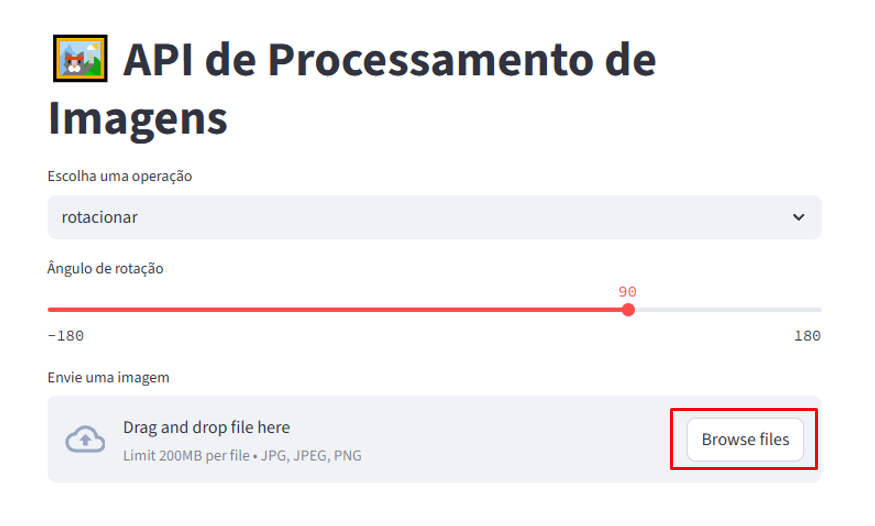 API de Processamento de
Imagens
Escolha uma operação
rotacionar
Ângulo de rotação
90
-180 180
Envie uma imagem
Drag and drop file here
Limit 200MB per file • JPG, JPEG, PNG
Browse files